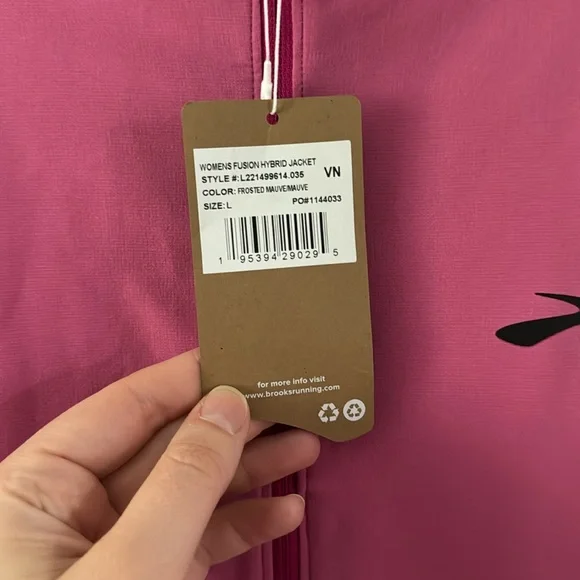 WOMENS FUSION HYBRID JACKET
STYLE #: L221499614.035 VN
COLOR: FROSTED MAUVE/MAUVE
SIZE: L PO#1144033
1 95394 29029 5
for more info visit
www.brooksrunning.com